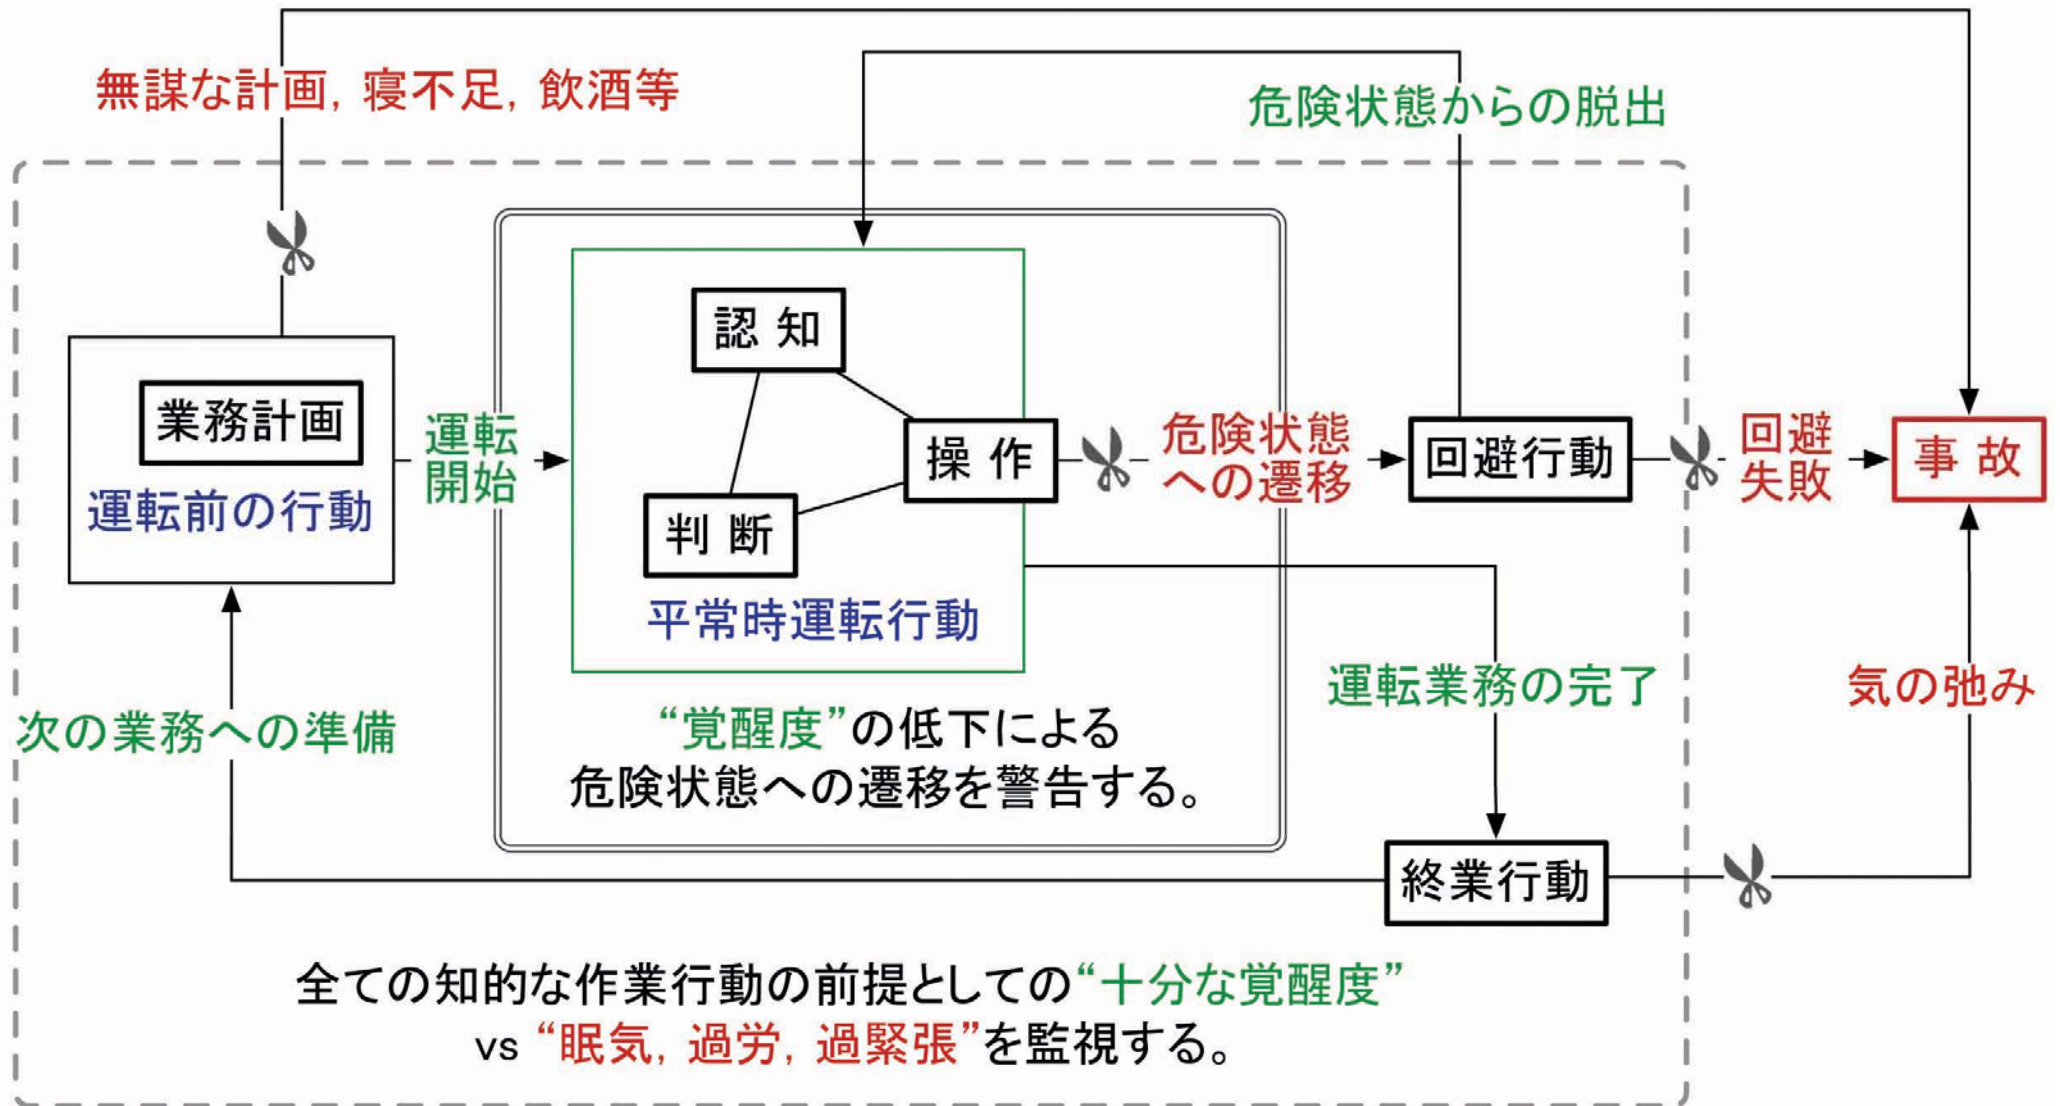 無謀な計画, 寝不足, 飲酒等
危険状態からの脱出
認 知
業務計画
運転前の行動
運転
開始
操 作
判 断
平常時運転行動
危険状態
への遷移
回避行動
回避
失敗
事 故
次の業務への準備
“覚醒度”の低下による
危険状態への遷移を警告する。
運転業務の完了
気の弛み
終業行動
全ての知的な作業行動の前提としての“十分な覚醒度”
vs “眠気, 過労, 過緊張”を監視する。